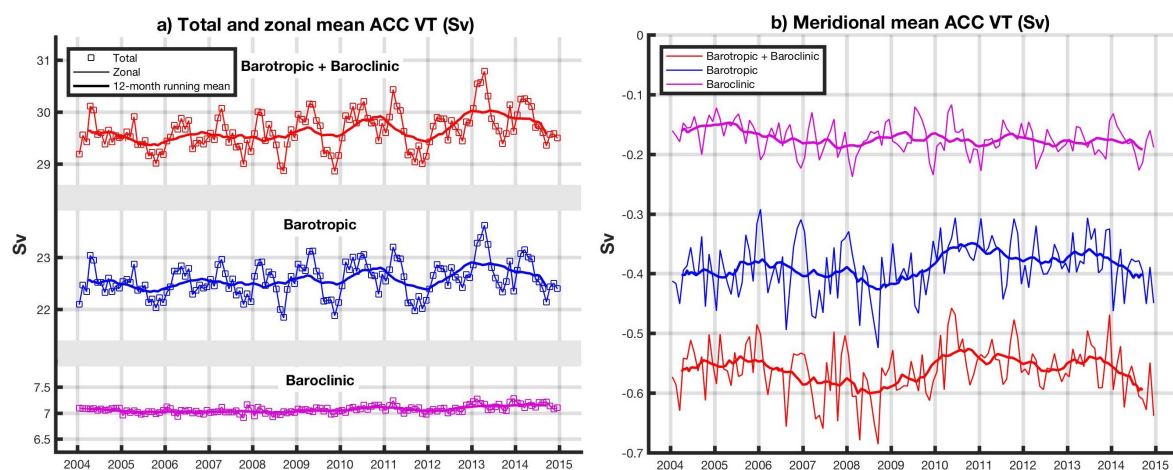 a) Total and zonal mean ACC VT (Sv)
Total
Zonal
12-month running mean
Barotropic + Baroclinic
Barotropic
Baroclinic
Sv
31
30
29
23
22
7.5
7
6.5
2004 2005 2006 2007 2008 2009 2010 2011 2012 2013 2014 2015
b) Meridional mean ACC VT (Sv)
Barotropic + Baroclinic
Barotropic
Baroclinic
Sv
0
-0.1
-0.2
-0.3
-0.4
-0.5
-0.6
-0.7
2004 2005 2006 2007 2008 2009 2010 2011 2012 2013 2014 2015